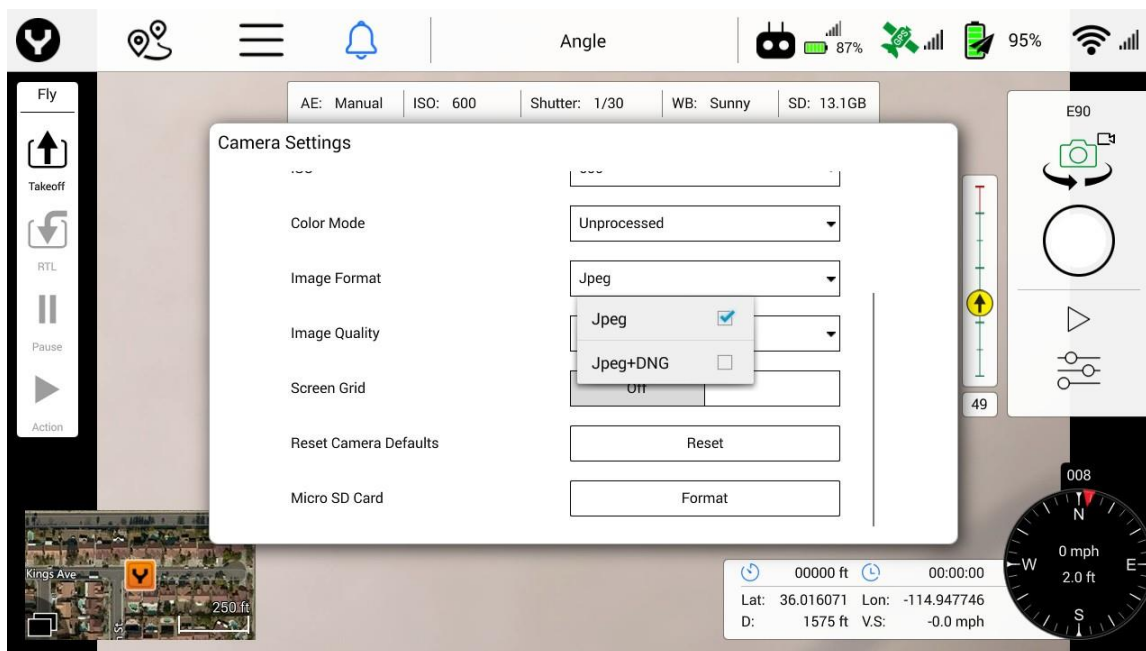 Angle
87%
GPS
95%
Fly
AE: Manual ISO: 600 Shutter: 1/30 WB: Sunny SD: 13.1GB
E90
Camera Settings
Takeoff
Color Mode Unprocessed
RTL
Image Format Jpeg
Jpeg
Image Quality
Pause
Jpeg+DNG
Screen Grid Off
49
Action
Reset Camera Defaults Reset
008
Micro SD Card Format
N
W 0 mph E
2.0 ft
S
Kings Ave
250 ft
St.
00000 ft 00:00:00
Lat: 36.016071 Lon: -114.947746
D: 1575 ft V.S: -0.0 mph